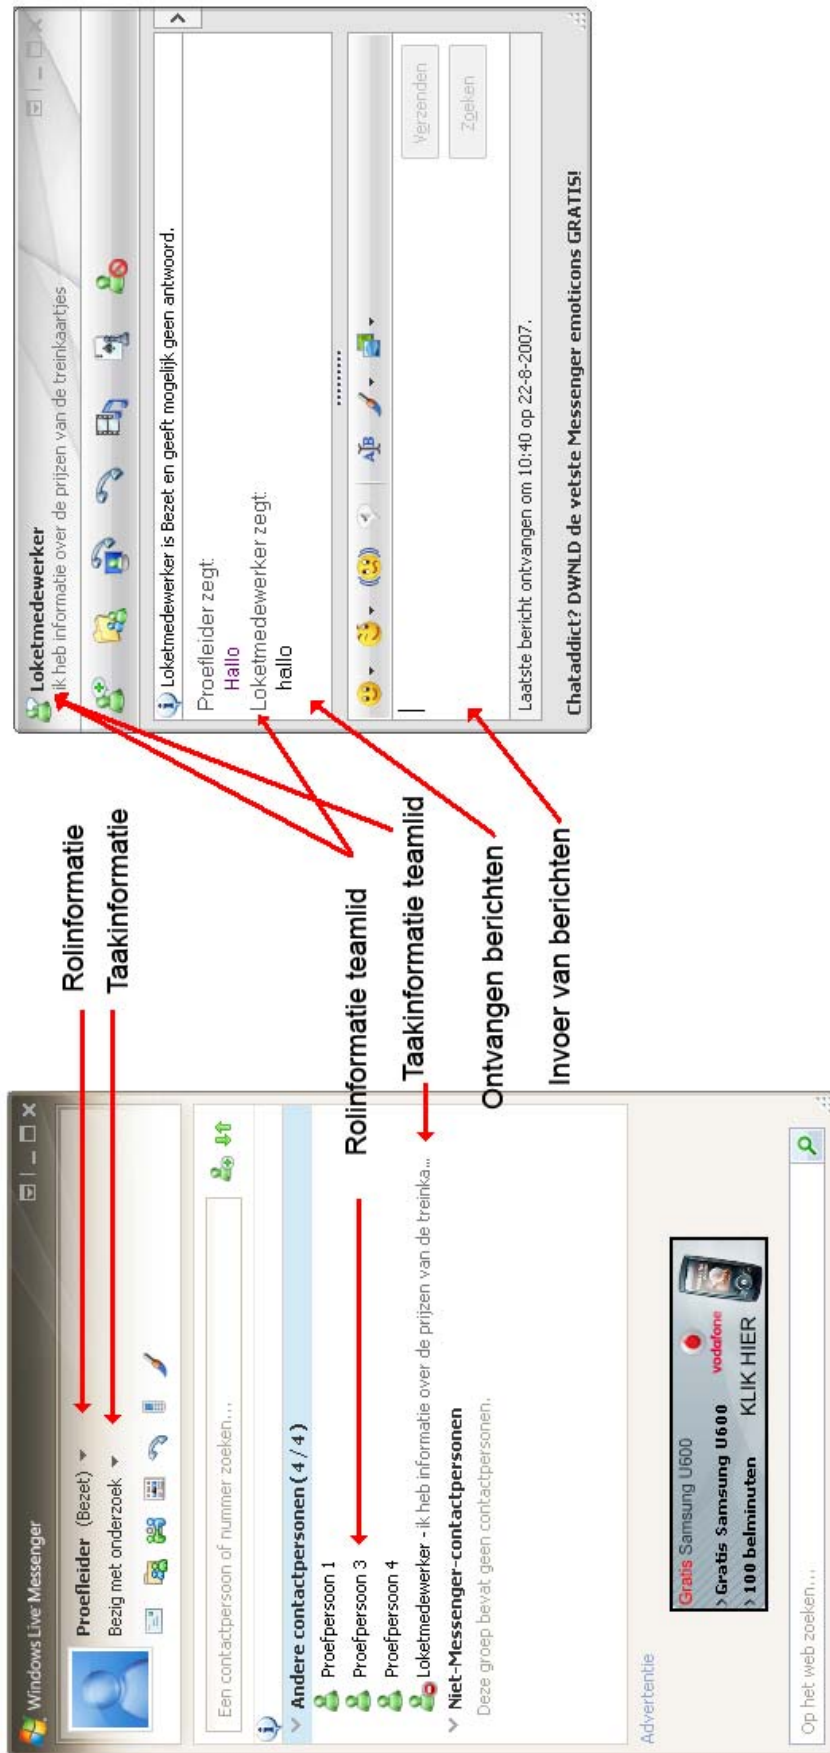 Windows Live Messenger
Proefleider (Bezet)
Bezig met onderzoek
Een contactpersoon of nummer zoeken...
Andere contactpersonen ( 4 / 4 )
Proefpersoon 1
Proefpersoon 3
Proefpersoon 4
Loketmedewerker - ik heb informatie over de prijzen van de treinka...
Niet-Messenger-contactpersonen
Deze groep bevat geen contactpersonen.
Advertentie
Gratis Samsung U600
>Gratis Samsung U600
>100 belminuten
vodafone
KLIK HIER
Op het web zoeken...
Rolinformatie
Taakinformatie
Rolinformatie teamlid
Taakinformatie teamlid
Ontvangen berichten
Invoer van berichten
Loketmedewerker
ik heb informatie over de prijzen van de treinkaartjes
Loketmedewerker is Bezet en geeft mogelijk geen antwoord.
Proefleider zegt:
Hallo
Loketmedewerker zegt:
hallo
Verzenden
Zoeken
Laatste bericht ontvangen om 10:40 op 22-8-2007.
Chataddict? DWNLD de vetste Messenger emoticons GRATIS!